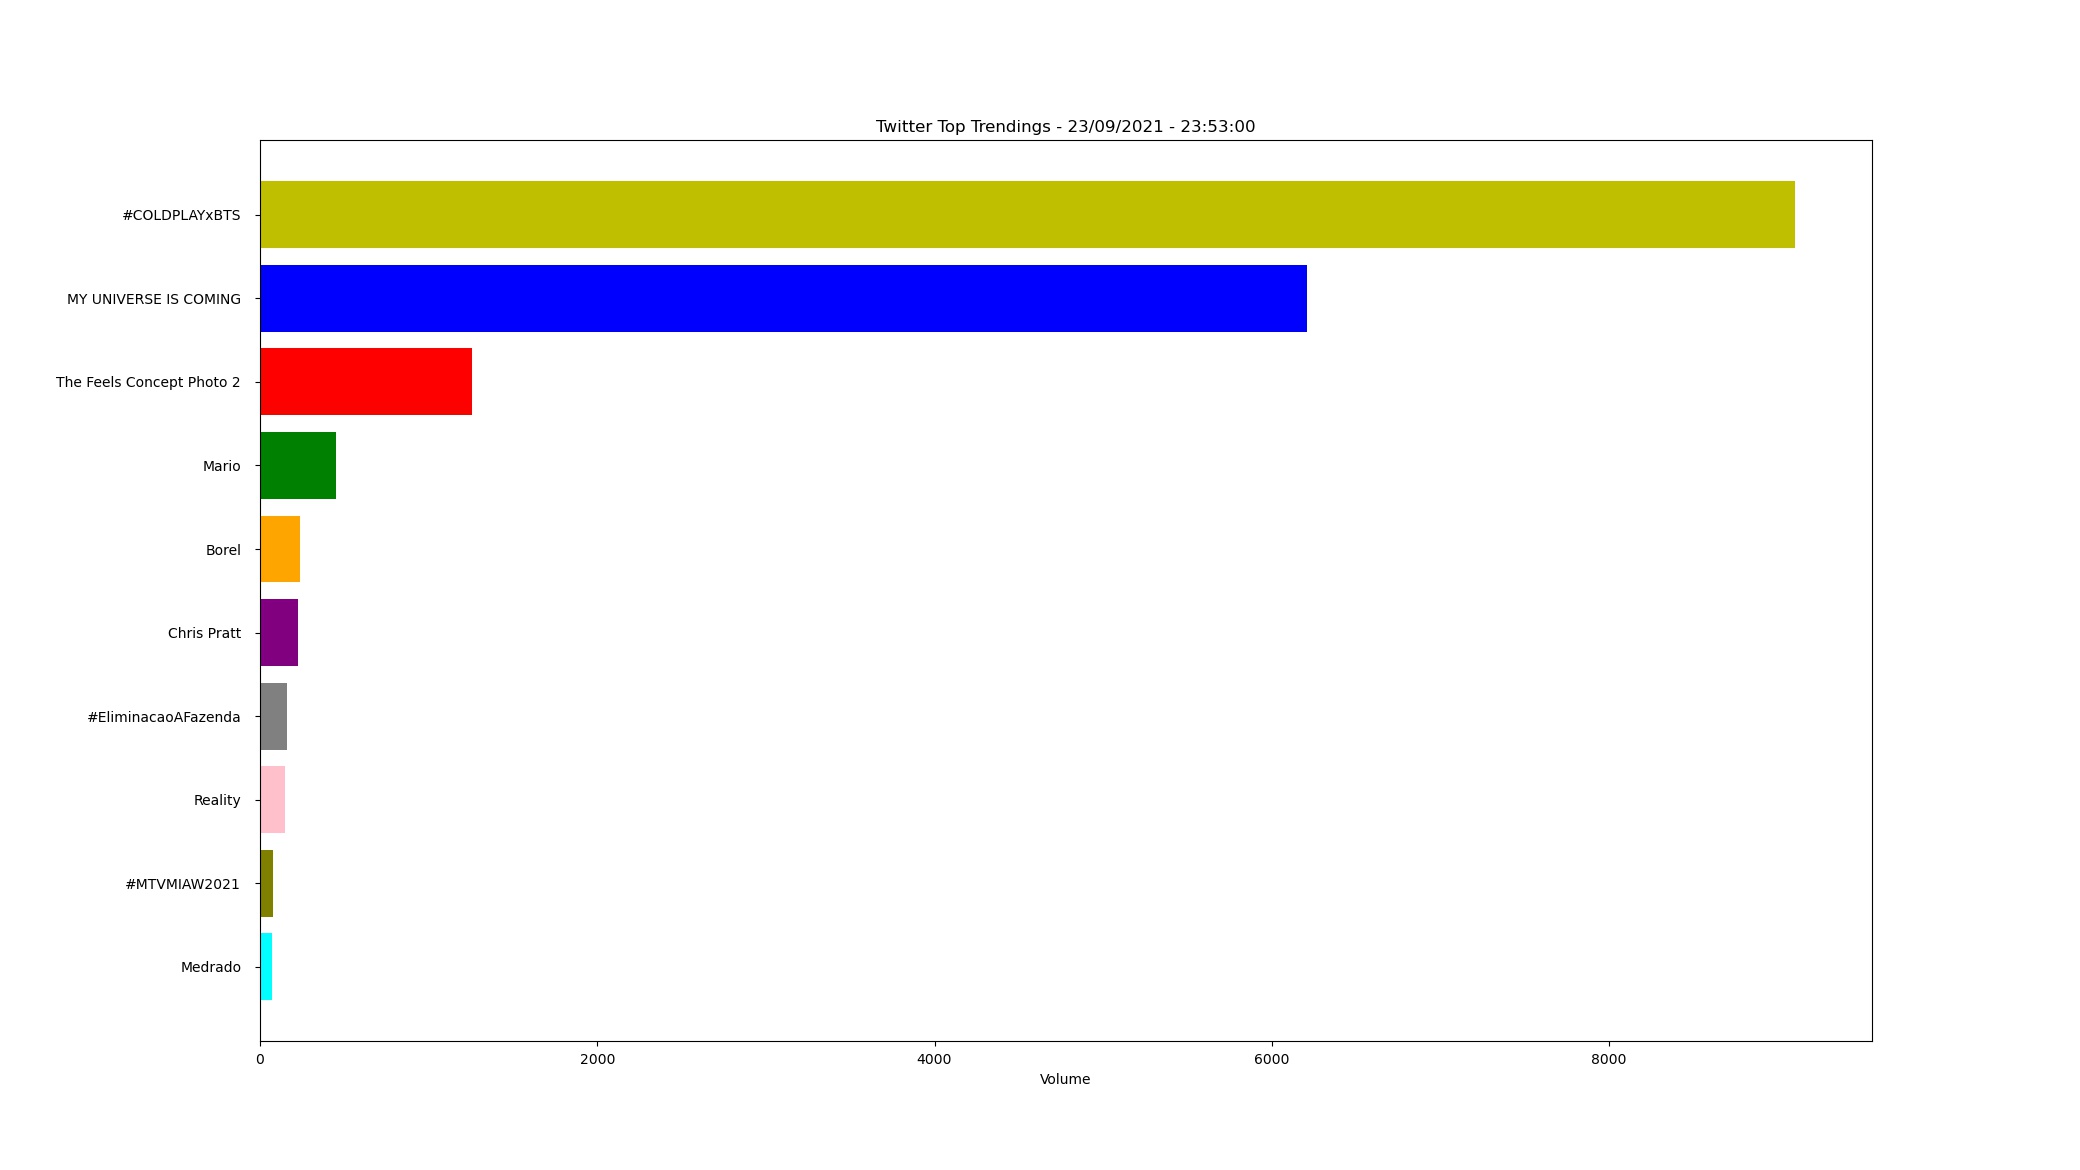 Twitter Top Trendings - 23/09/2021 - 23:53:00
#COLDPLAYxBTS
MY UNIVERSE IS COMING
The Feels Concept Photo 2
Mario
Borel
Chris Pratt
#EliminacaoAFazenda
Reality
#MTVMIAW2021
Medrado
0 2000 4000 6000 8000
Volume